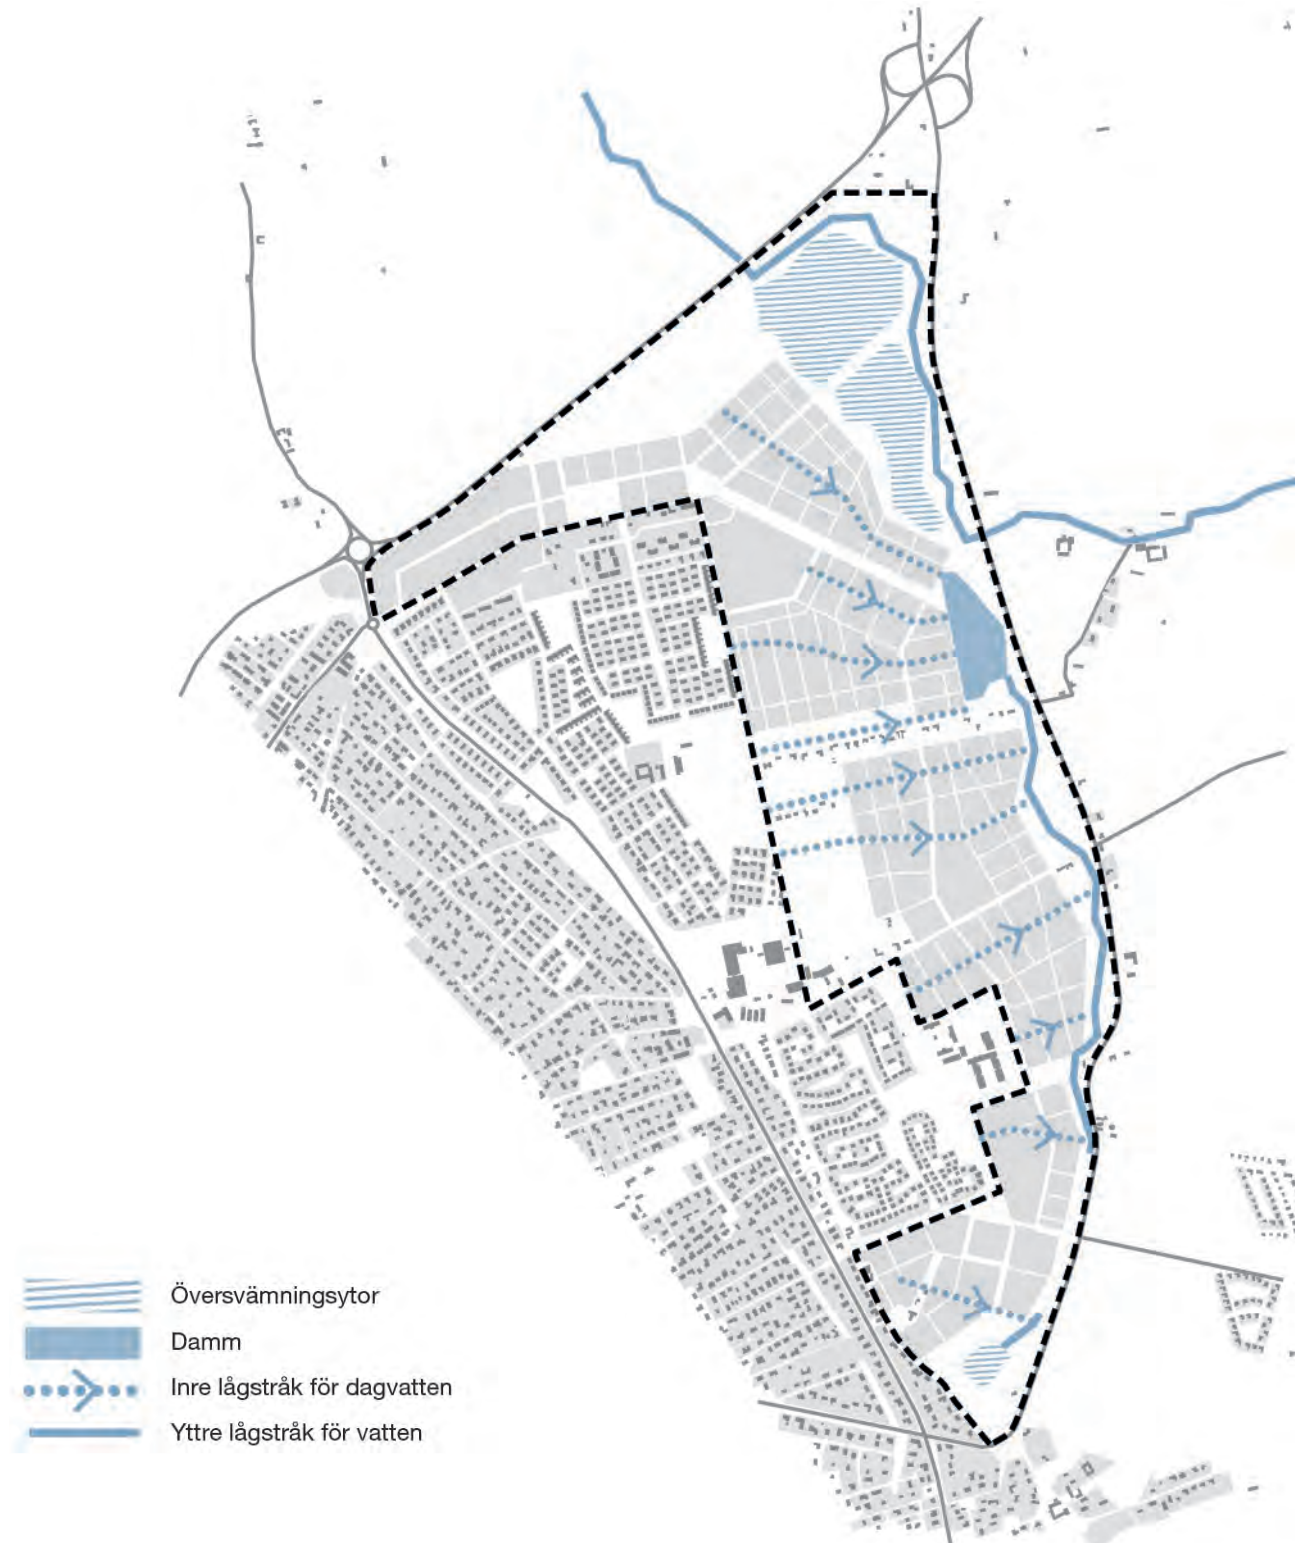 Översvämningsytor
Damm
Inre lågstråk för dagvatten
Yttre lågstråk för vatten